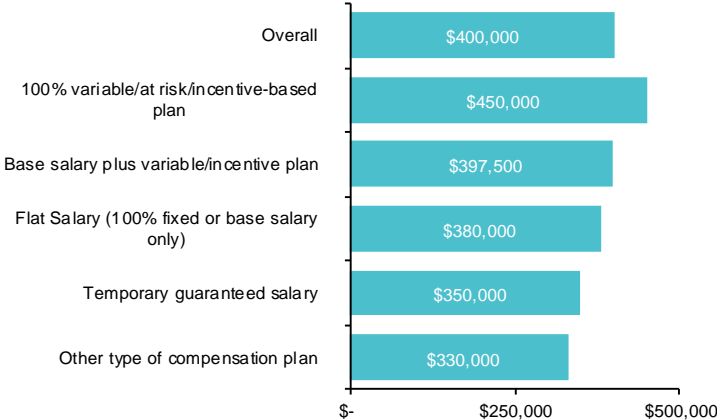 Overall
$400,000
100% variable/at risk/incentive-based
plan
$450,000
Base salary plus variable/incentive plan
$397,500
Flat Salary (100% fixed or base salary
only)
$380,000
Temporary guaranteed salary
$350,000
Other type of compensation plan
$330,000
$- $250,000 $500,000